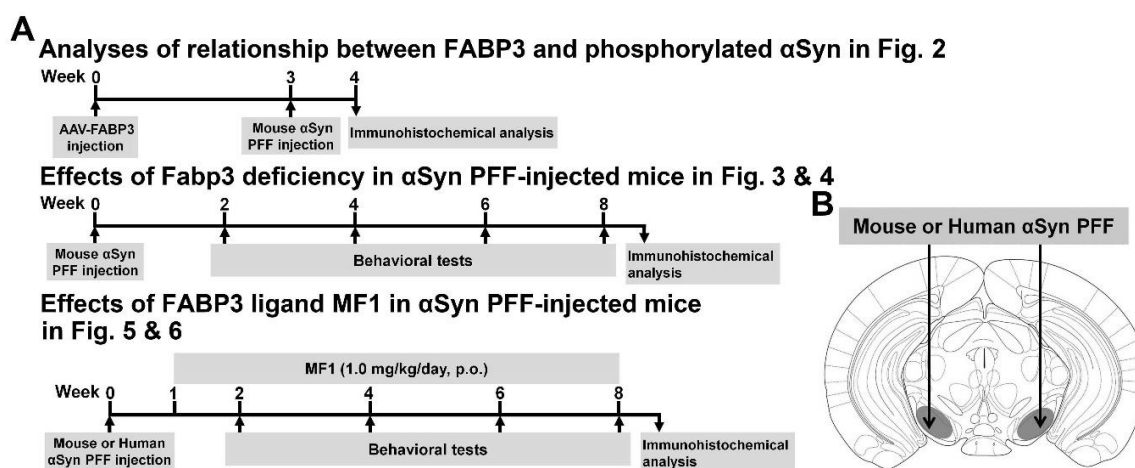 A
Analyses of relationship between FABP3 and phosphorylated αSyn in Fig. 2
Week 0 3 4
AAV-FABP3
injection
Mouse αSyn
PFF injection
Immunohistochemical
analysis
Effects of Fabp3 deficiency in αSyn PFF-injected mice in Fig. 3 & 4
Week 0 2 4 6 8
Mouse αSyn
PFF injection
Behavioral tests
Immunohistochemical
analysis
Effects of FABP3 ligand MF1 in αSyn PFF-injected mice
in Fig. 5 & 6
MF1 (1.0 mg/kg/day, p.o.)
Week 0 1 2 4 6 8
Mouse or Human
αSyn PFF injection
Behavioral tests
Immunohistochemical
analysis
B
Mouse or Human αSyn PFF